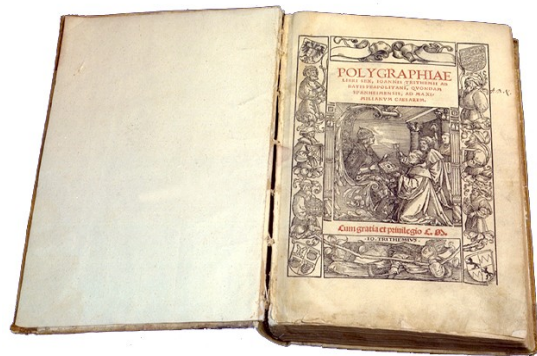 POLYGRAPHIAE
LIBRI SEX, IOANNIS TRITHEMII AB
BATIS PEAPOLITANI, QVONDAM
SPANHEIMENSIS, AD MAXI
MILIANVM CAESAREM.
Cum gratia et privilegio C. M.
·IO·TRITHEMIVS·